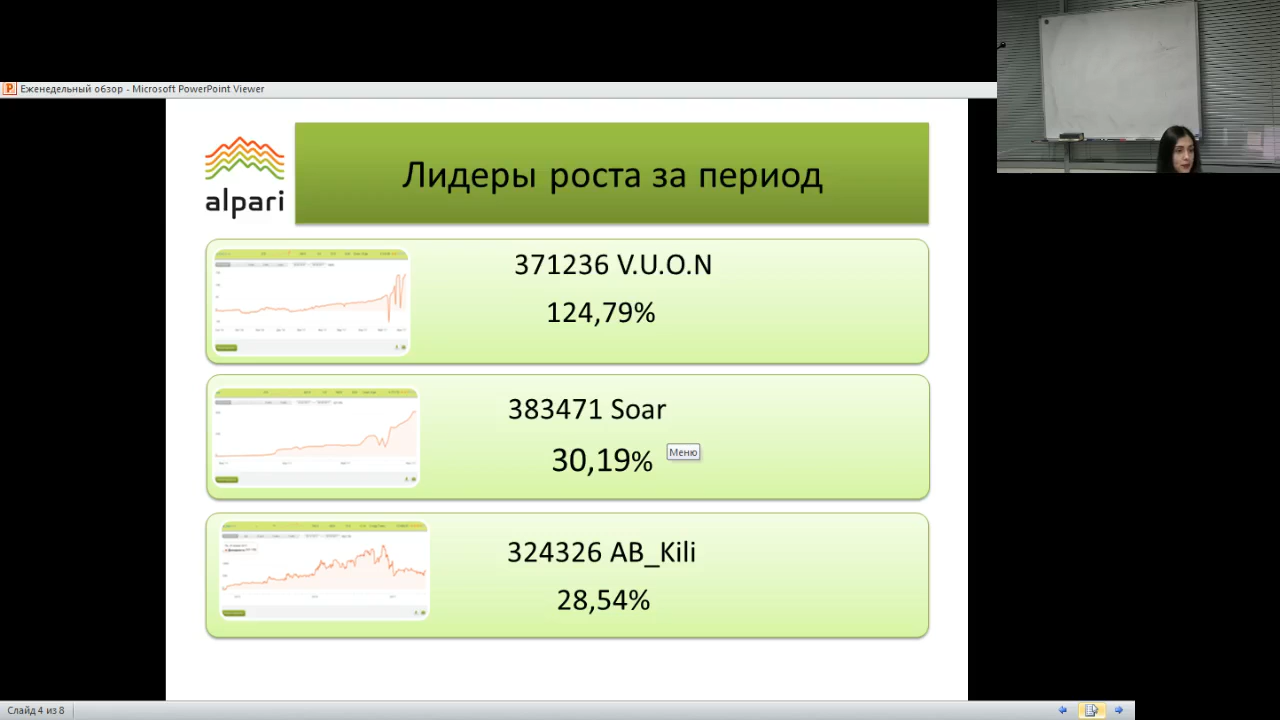 Еженедельный обзор - Microsoft PowerPoint Viewer
alpari
Лидеры роста за период
371236 V.U.O.N
124,79%
383471 Soar
30,19%
Меню
324326 AB_Kili
28,54%
Слайд 4 из 8